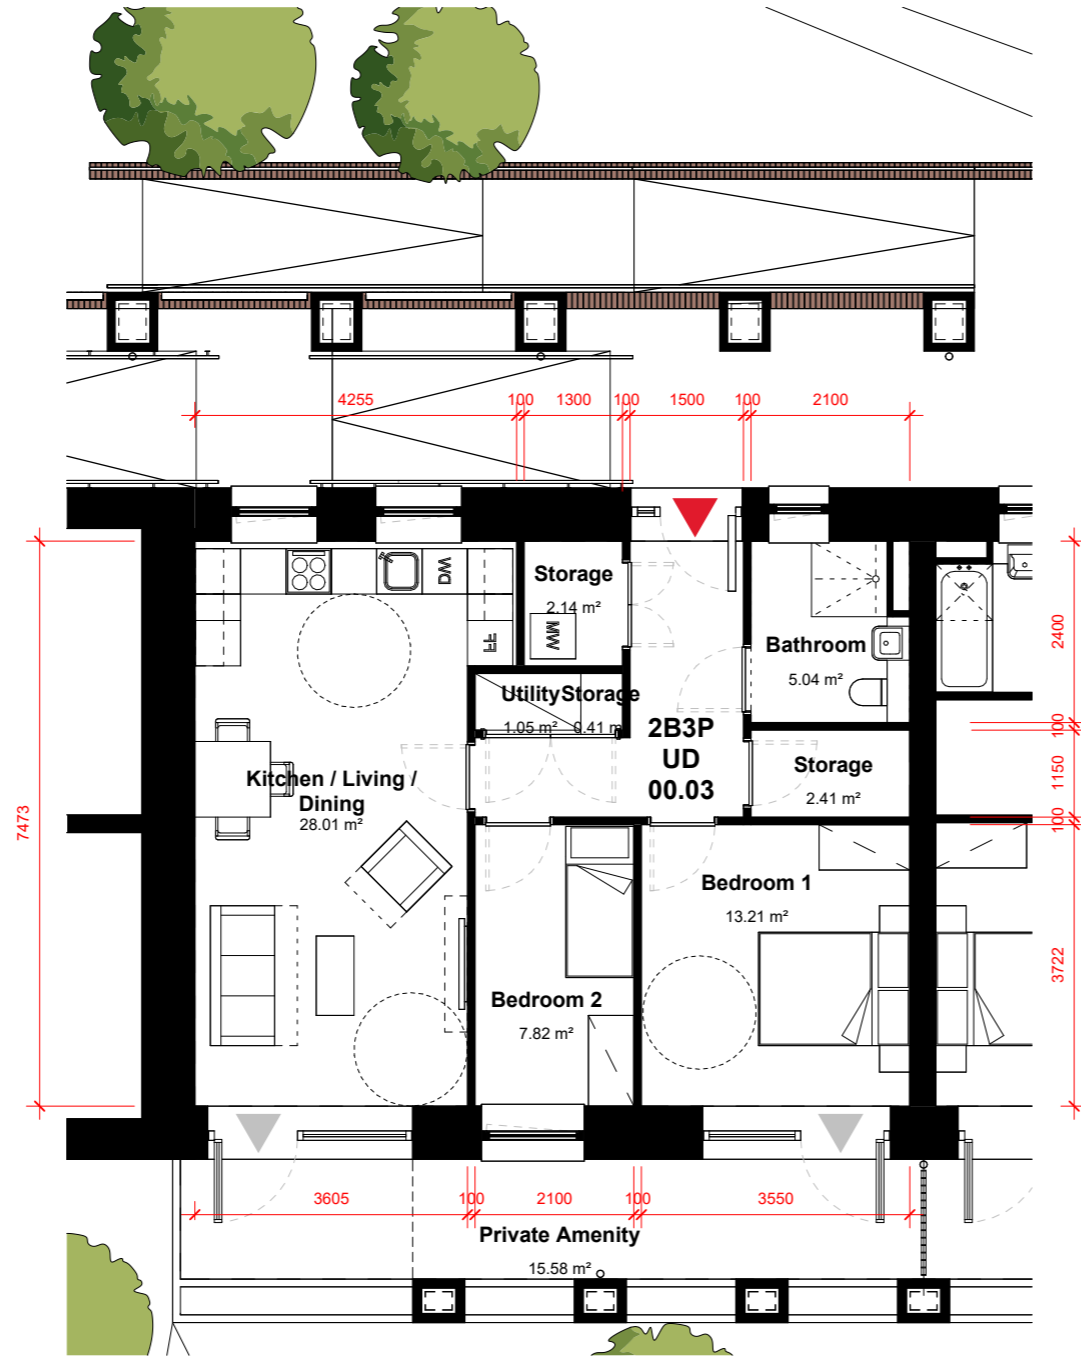 4255 100 1300 100 1500 100 2100
Storage
2.14 m²
MW
DW
FF
Bathroom
5.04 m²
2400
Utility Storage
1.05 m² 0.41 m
2B3P
UD
00.03
100
Storage
2.41 m²
1150
100
Kitchen / Living /
Dining
28.01 m²
7473
Bedroom 1
13.21 m²
3722
Bedroom 2
7.82 m²
3605 100 2100 100 3550
Private Amenity
15.58 m²